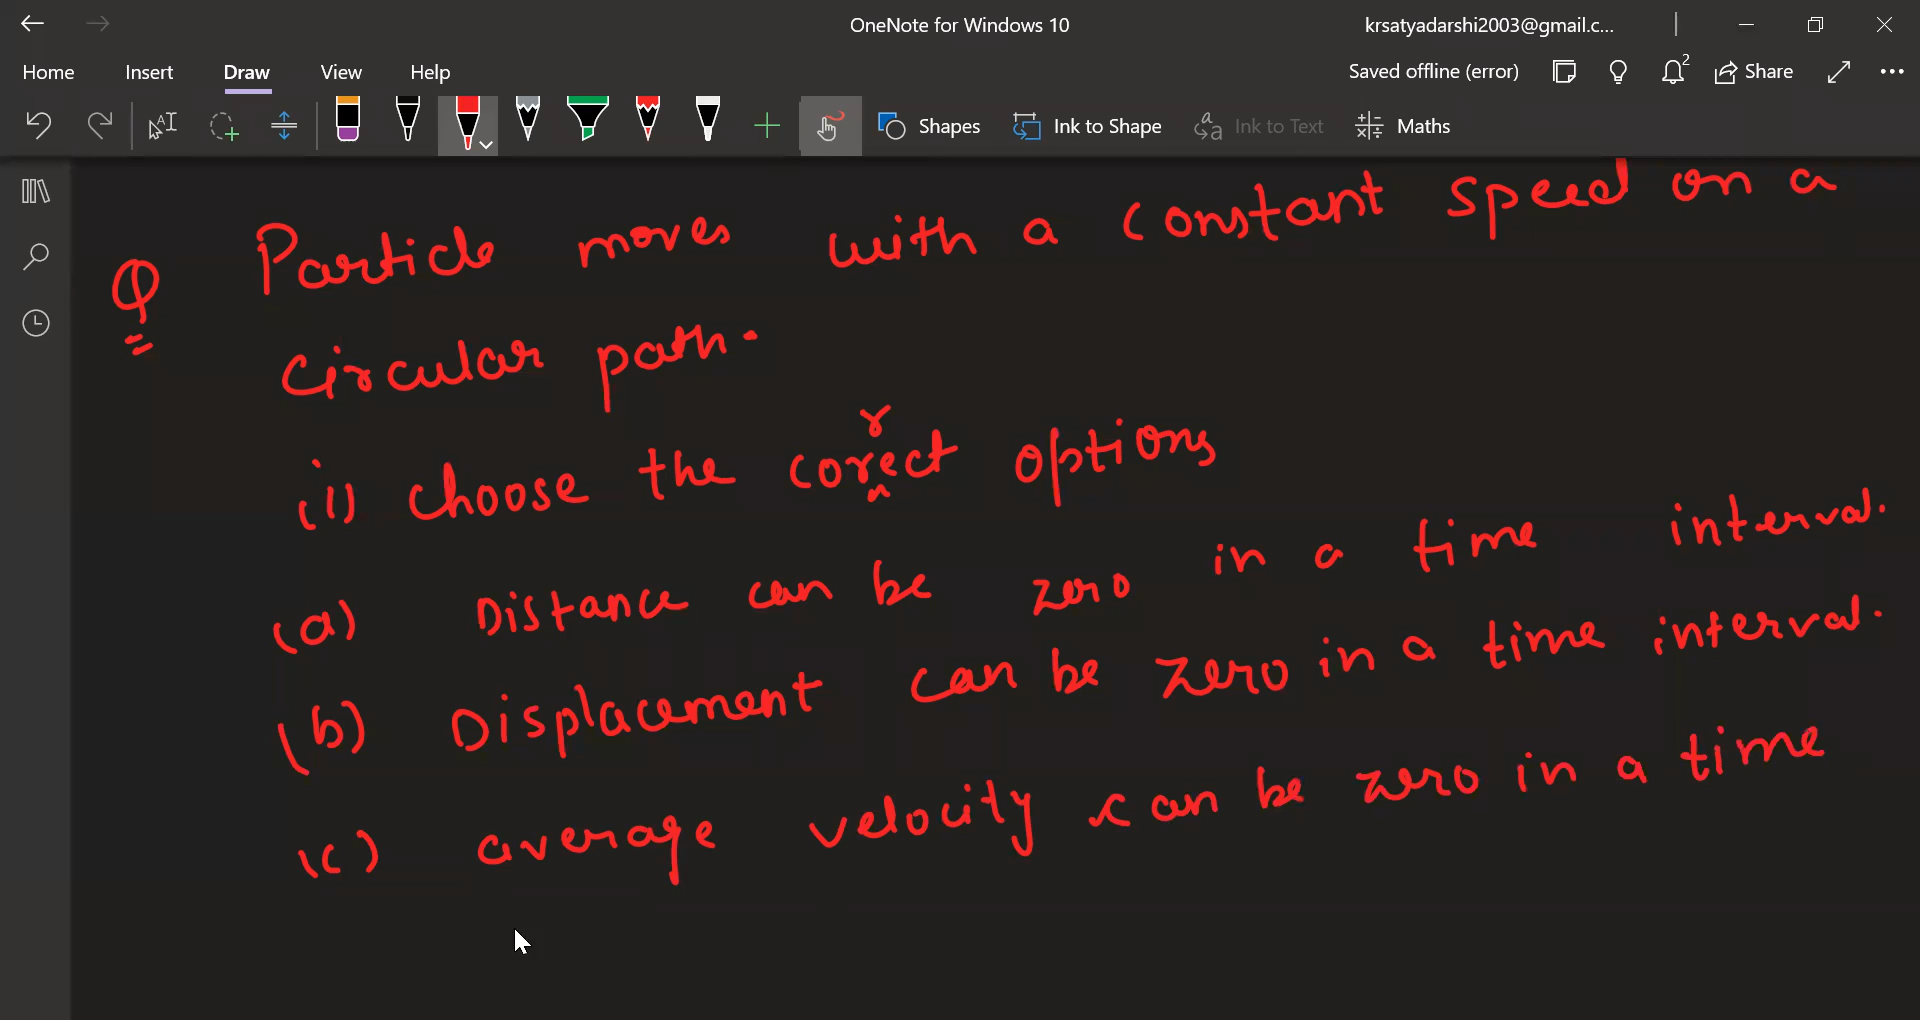 OneNote for Windows 10
krsatyadarshi2003@gmail.c...
Home Insert Draw View Help
Saved offline (error) 2 Share
Shapes Ink to Shape Ink to Text Maths
Q Particle moves with a constant speed on a
Circular path.
(i) choose the correct options
(a) Distance can be zero in a time interval.
(b) Displacement can be zero in a time interval.
(c) average velocity can be zero in a time